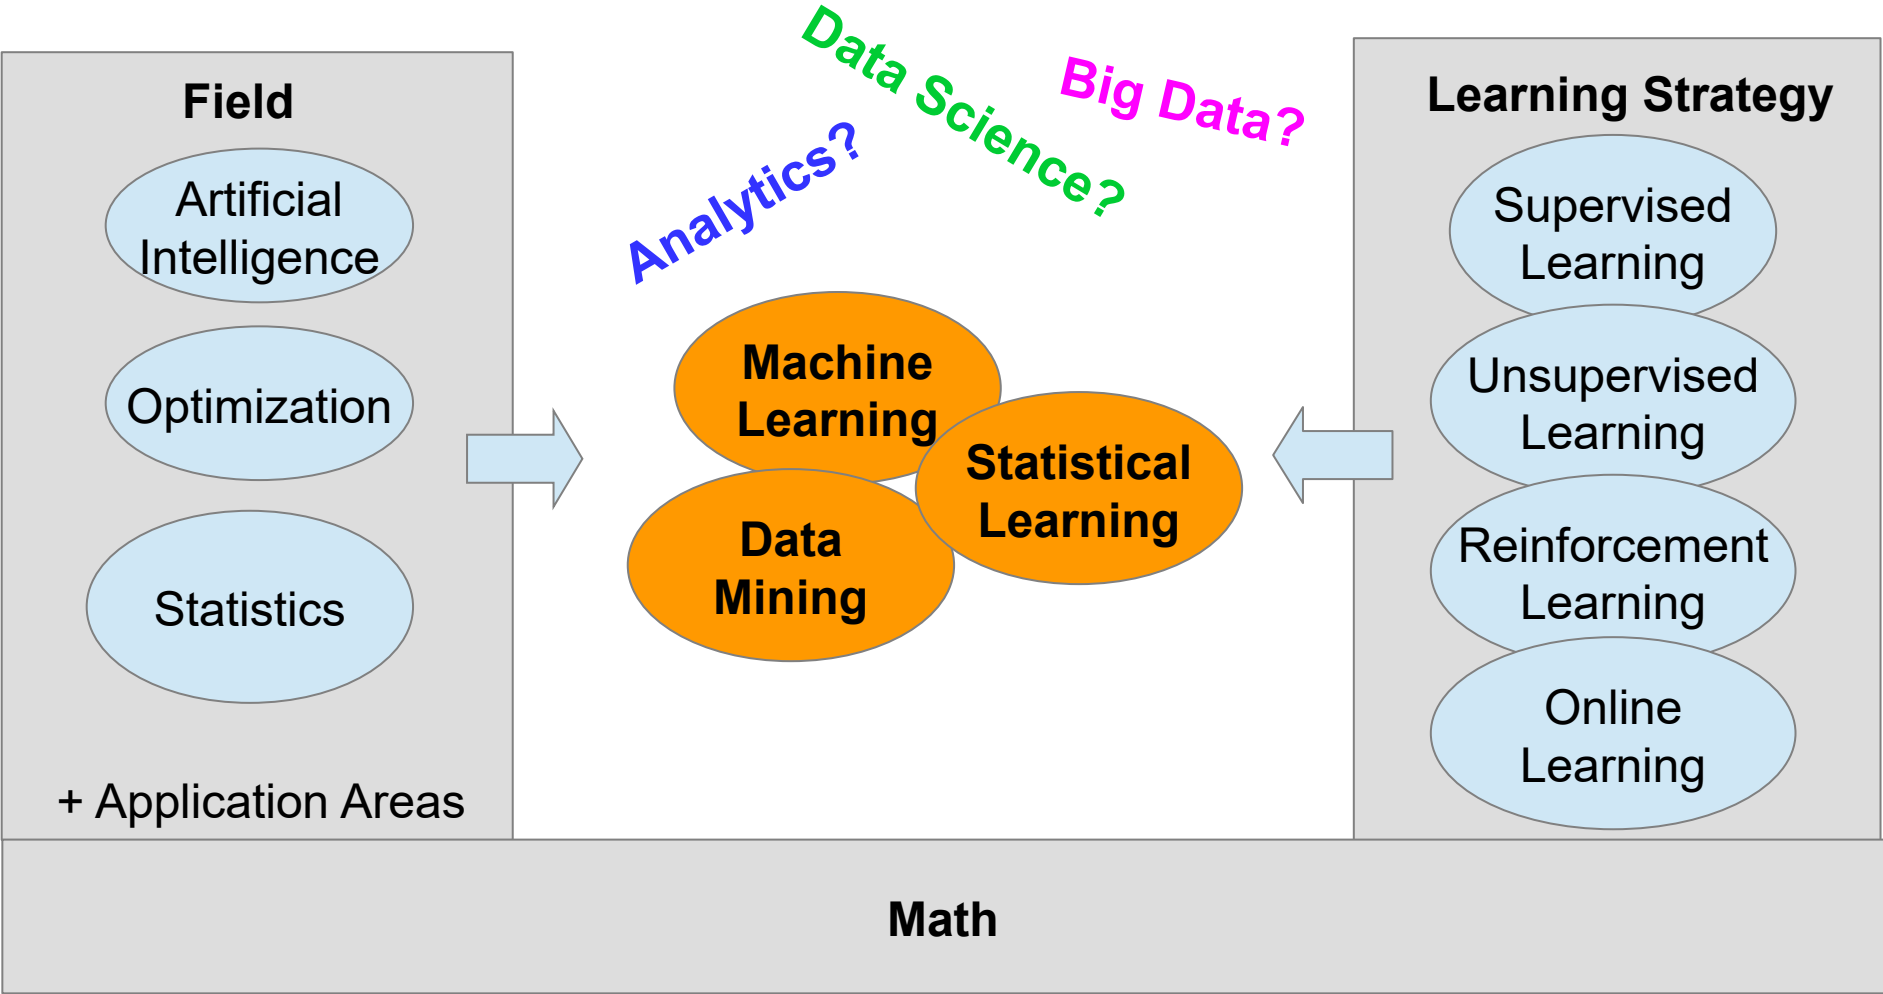 Field
Artificial
Intelligence
Optimization
Statistics
+ Application Areas
Analytics?
Data Science?
Big Data?
Machine
Learning
Statistical
Learning
Data
Mining
Learning Strategy
Supervised
Learning
Unsupervised
Learning
Reinforcement
Learning
Online
Learning
Math